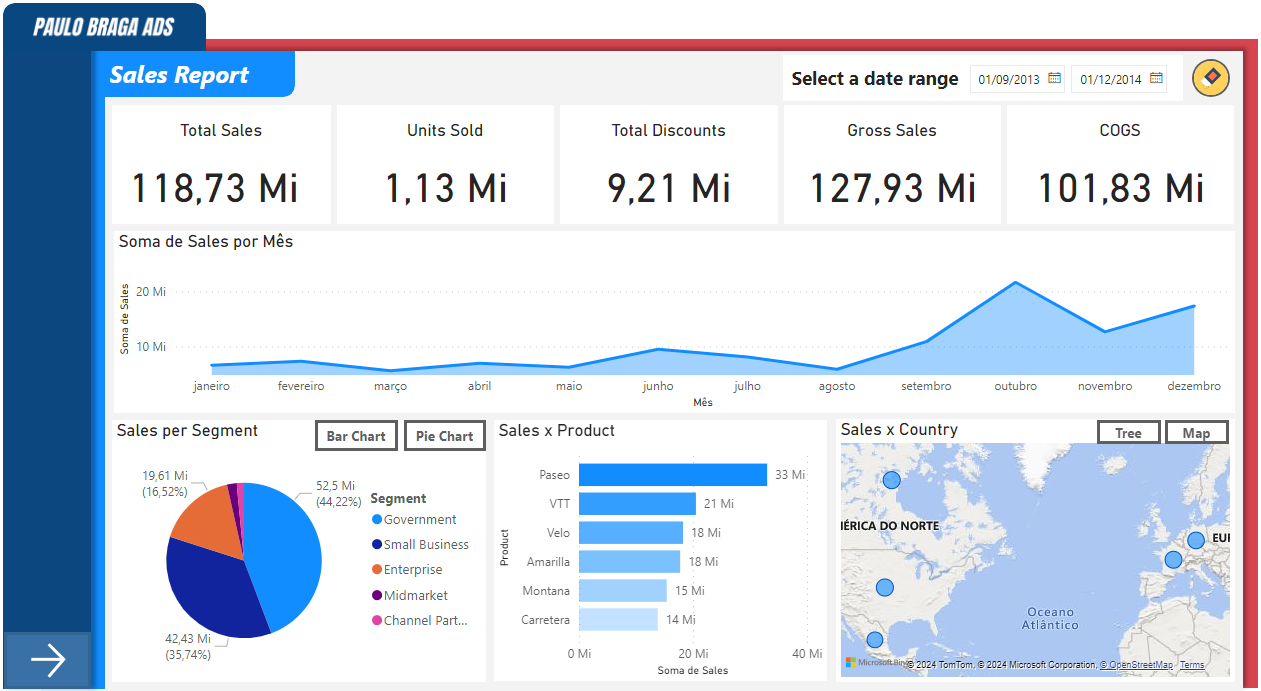 PAULO BRAGA ADS
Sales Report
Select a date range
01/09/2013
01/12/2014
Total Sales
118,73 Mi
Units Sold
1,13 Mi
Total Discounts
9,21 Mi
Gross Sales
127,93 Mi
COGS
101,83 Mi
Soma de Sales por Mês
Soma de Sales
20 Mi
10 Mi
janeiro
fevereiro
março
abril
maio
junho
julho
agosto
setembro
outubro
novembro
dezembro
Mês
Sales per Segment
Bar Chart
Pie Chart
19,61 Mi
(16,52%)
52,5 Mi
(44,22%)
42,43 Mi
(35,74%)
Segment
Government
Small Business
Enterprise
Midmarket
Channel Part...
Sales x Product
Product
Paseo
33 Mi
VTT
21 Mi
Velo
18 Mi
Amarilla
18 Mi
Montana
15 Mi
Carretera
14 Mi
0 Mi
20 Mi
40 Mi
Soma de Sales
Sales x Country
Tree
Map
IÉRICA DO NORTE
EUR
Oceano
Atlântico
Microsoft Bing
© 2024 TomTom, © 2024 Microsoft Corporation, © OpenStreetMap
Terms